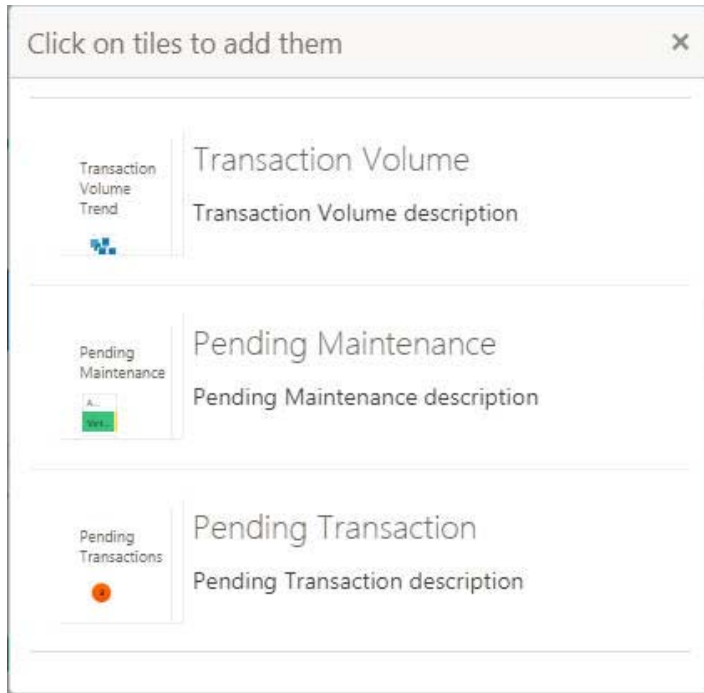 Click on tiles to add them
Transaction
Volume
Trend
Transaction Volume
Transaction Volume description
Pending
Maintenance
A...
Pending Maintenance
Pending Maintenance description
Pending
Transactions
Pending Transaction
Pending Transaction description